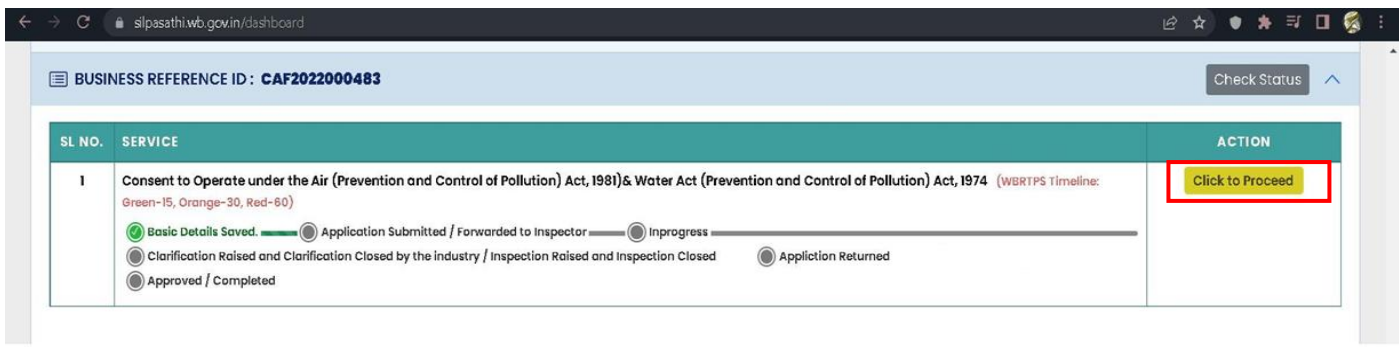 silpasathi.wb.gov.in/dashboard
BUSINESS REFERENCE ID : CAF2022000483
Check Status
SL NO. SERVICE ACTION
1 Consent to Operate under the Air (Prevention and Control of Pollution) Act, 1981)& Water Act (Prevention and Control of Pollution) Act, 1974 (WBRTPS Timeline: Click to Proceed
Green-15, Orange-30, Red-60)
Basic Details Saved. Application Submitted / Forwarded to Inspector Inprogress
Clarification Raised and Clarification Closed by the industry / Inspection Raised and Inspection Closed Appliction Returned
Approved / Completed